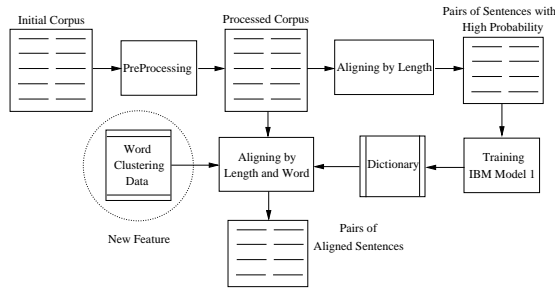 Initial Corpus
PreProcessing
Processed Corpus
Aligning by Length
Pairs of Sentences with
High Probability
Word
Clustering
Data
New Feature
Aligning by
Length and Word
Dictionary
Training
IBM Model 1
Pairs of
Aligned Sentences